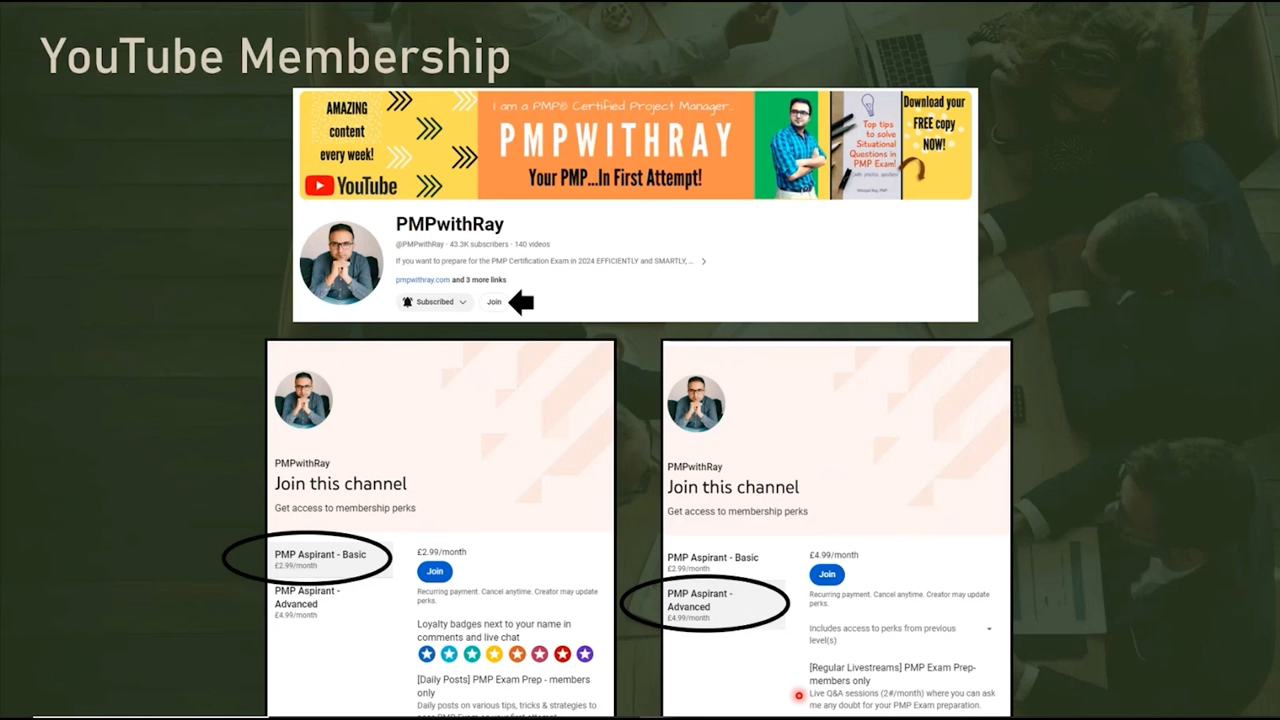 YouTube Membership
AMAZING
content
every week!
YouTube
I am a PMP® Certified Project Manager...
PMPWITHRAY
Your PMP...In First Attempt!
Top tips
to solve
Situational
Questions in
PMP Exam!
Download your
FREE copy
NOW!
PMPwithRay
@PMPwithRay · 43.3K subscribers · 140 videos
If you want to prepare for the PMP Certification Exam in 2024 EFFICIENTLY and SMARTLY, ...
pmpwithray.com and 3 more links
Subscribed
Join
PMPwithRay
Join this channel
Get access to membership perks
PMP Aspirant - Basic
£2.99/month
PMP Aspirant -
Advanced
£4.99/month
£2.99/month
Join
Recurring payment. Cancel anytime. Creator may update
perks.
Loyalty badges next to your name in
comments and live chat
[Daily Posts] PMP Exam Prep - members
only
Daily posts on various tips, tricks & strategies to
PMPwithRay
Join this channel
Get access to membership perks
PMP Aspirant - Basic
£2.99/month
PMP Aspirant -
Advanced
£4.99/month
£4.99/month
Join
Recurring payment. Cancel anytime. Creator may update
perks.
Includes access to perks from previous
level(s)
[Regular Livestreams] PMP Exam Prep-
members only
Live Q&A sessions (2#/month) where you can ask
me any doubt for your PMP Exam preparation.